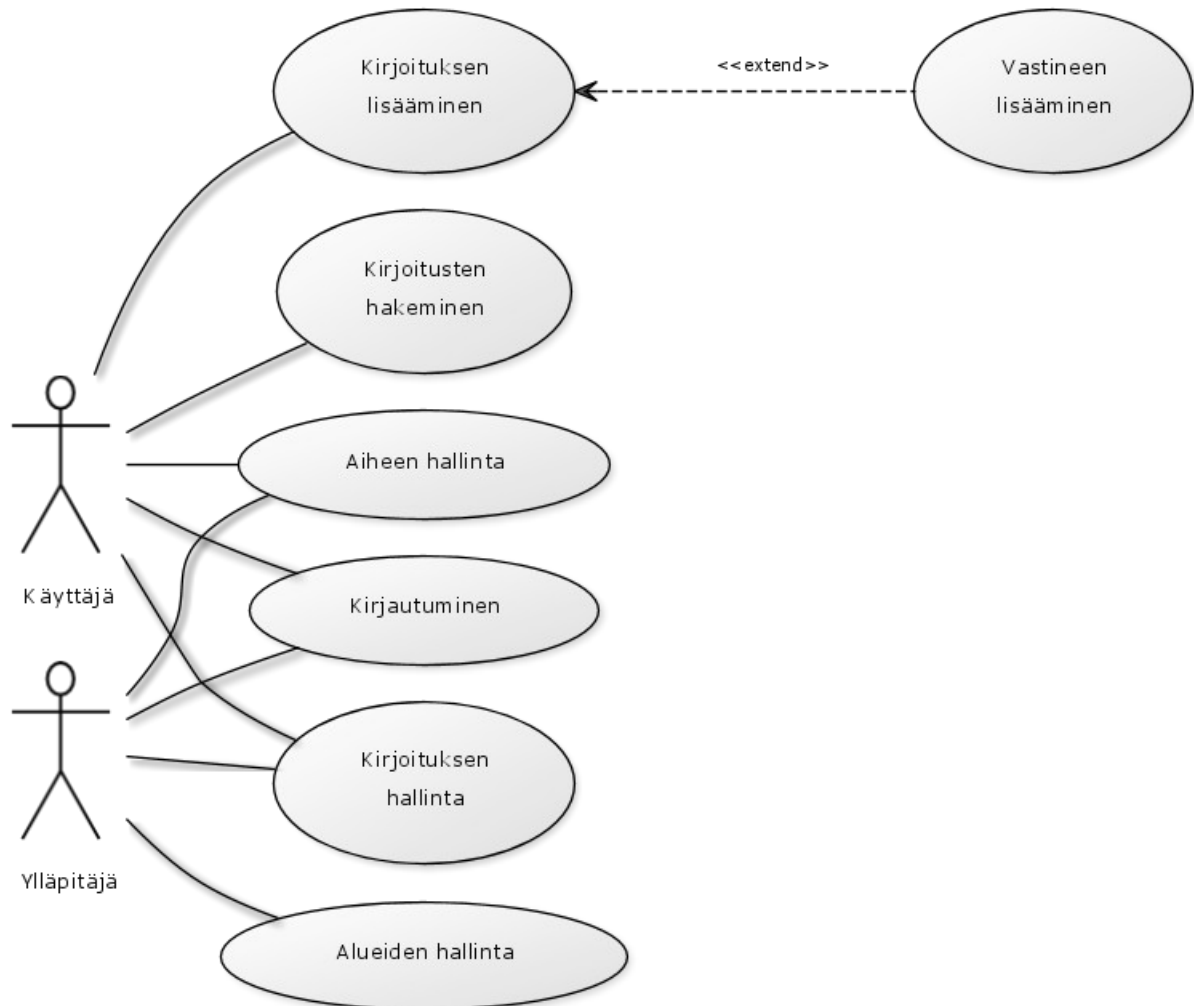 Kirjoituksen
lisääminen
<<extend>>
Vastineen
lisääminen
Kirjoitusten
hakeminen
Aiheen hallinta
Käyttäjä
Kirjautuminen
Kirjoituksen
hallinta
Ylläpitäjä
Alueiden hallinta